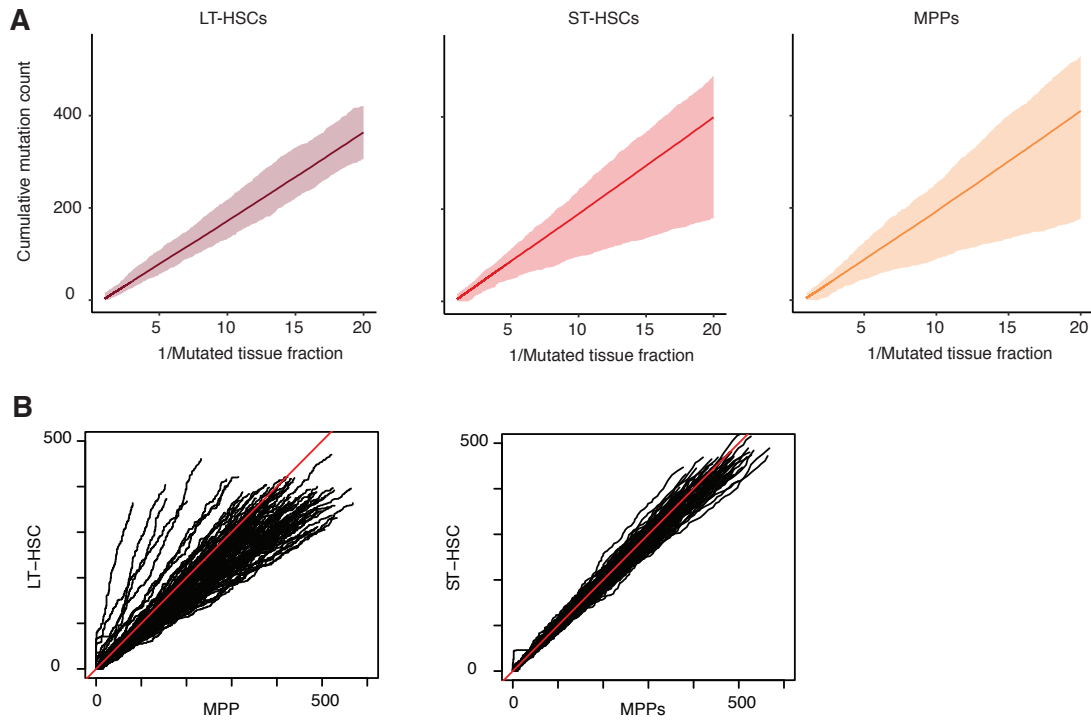 A
LT-HSCs
ST-HSCs
MPPs
Cumulative mutation count
400
200
0
5 10 15 20
5 10 15 20
5 10 15 20
1/Mutated tissue fraction
1/Mutated tissue fraction
1/Mutated tissue fraction
B
LT−HSC
500
0
0 500
MPP
ST−HSC
500
0
0 500
MPPs